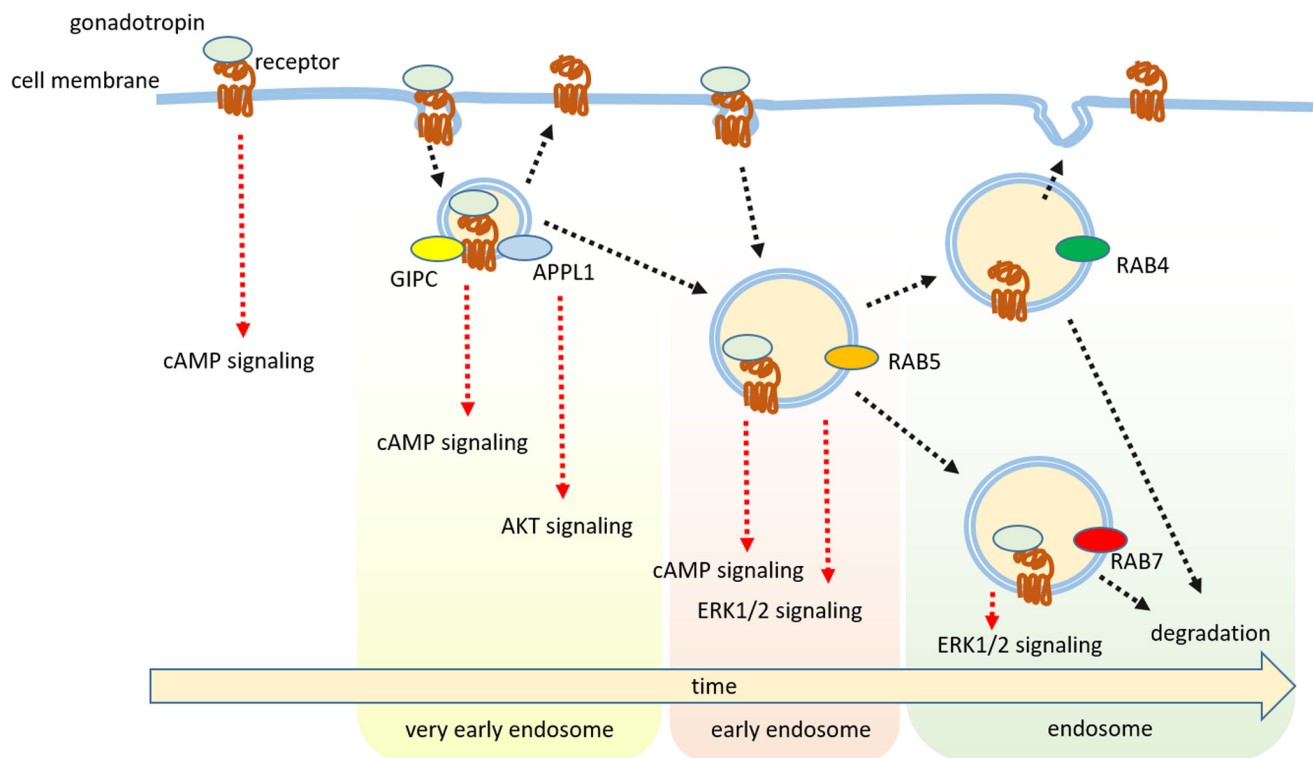 gonadotropin
receptor
cell membrane
GIPC
APPL1
RAB4
cAMP signaling
RAB5
cAMP signaling
AKT signaling
RAB7
cAMP signaling
ERK1/2 signaling
degradation
ERK1/2 signaling
time
very early endosome
early endosome
endosome